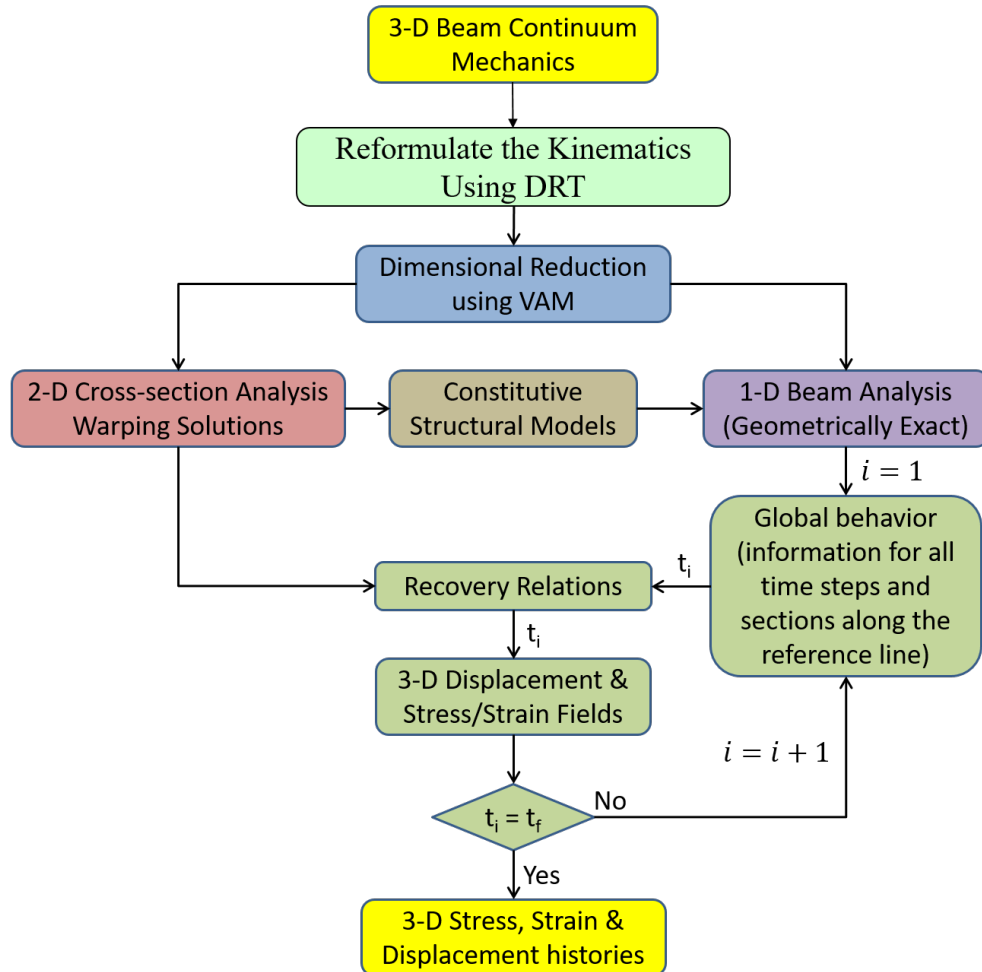 3-D Beam Continuum
Mechanics
Reformulate the Kinematics
Using DRT
Dimensional Reduction
using VAM
2-D Cross-section Analysis
Warping Solutions
Constitutive
Structural Models
1-D Beam Analysis
(Geometrically Exact)
i = 1
Global behavior
(information for all
time steps and
sections along the
reference line)
tᵢ
Recovery Relations
tᵢ
3-D Displacement &
Stress/Strain Fields
i = i + 1
tᵢ = t_f
No
Yes
3-D Stress, Strain &
Displacement histories